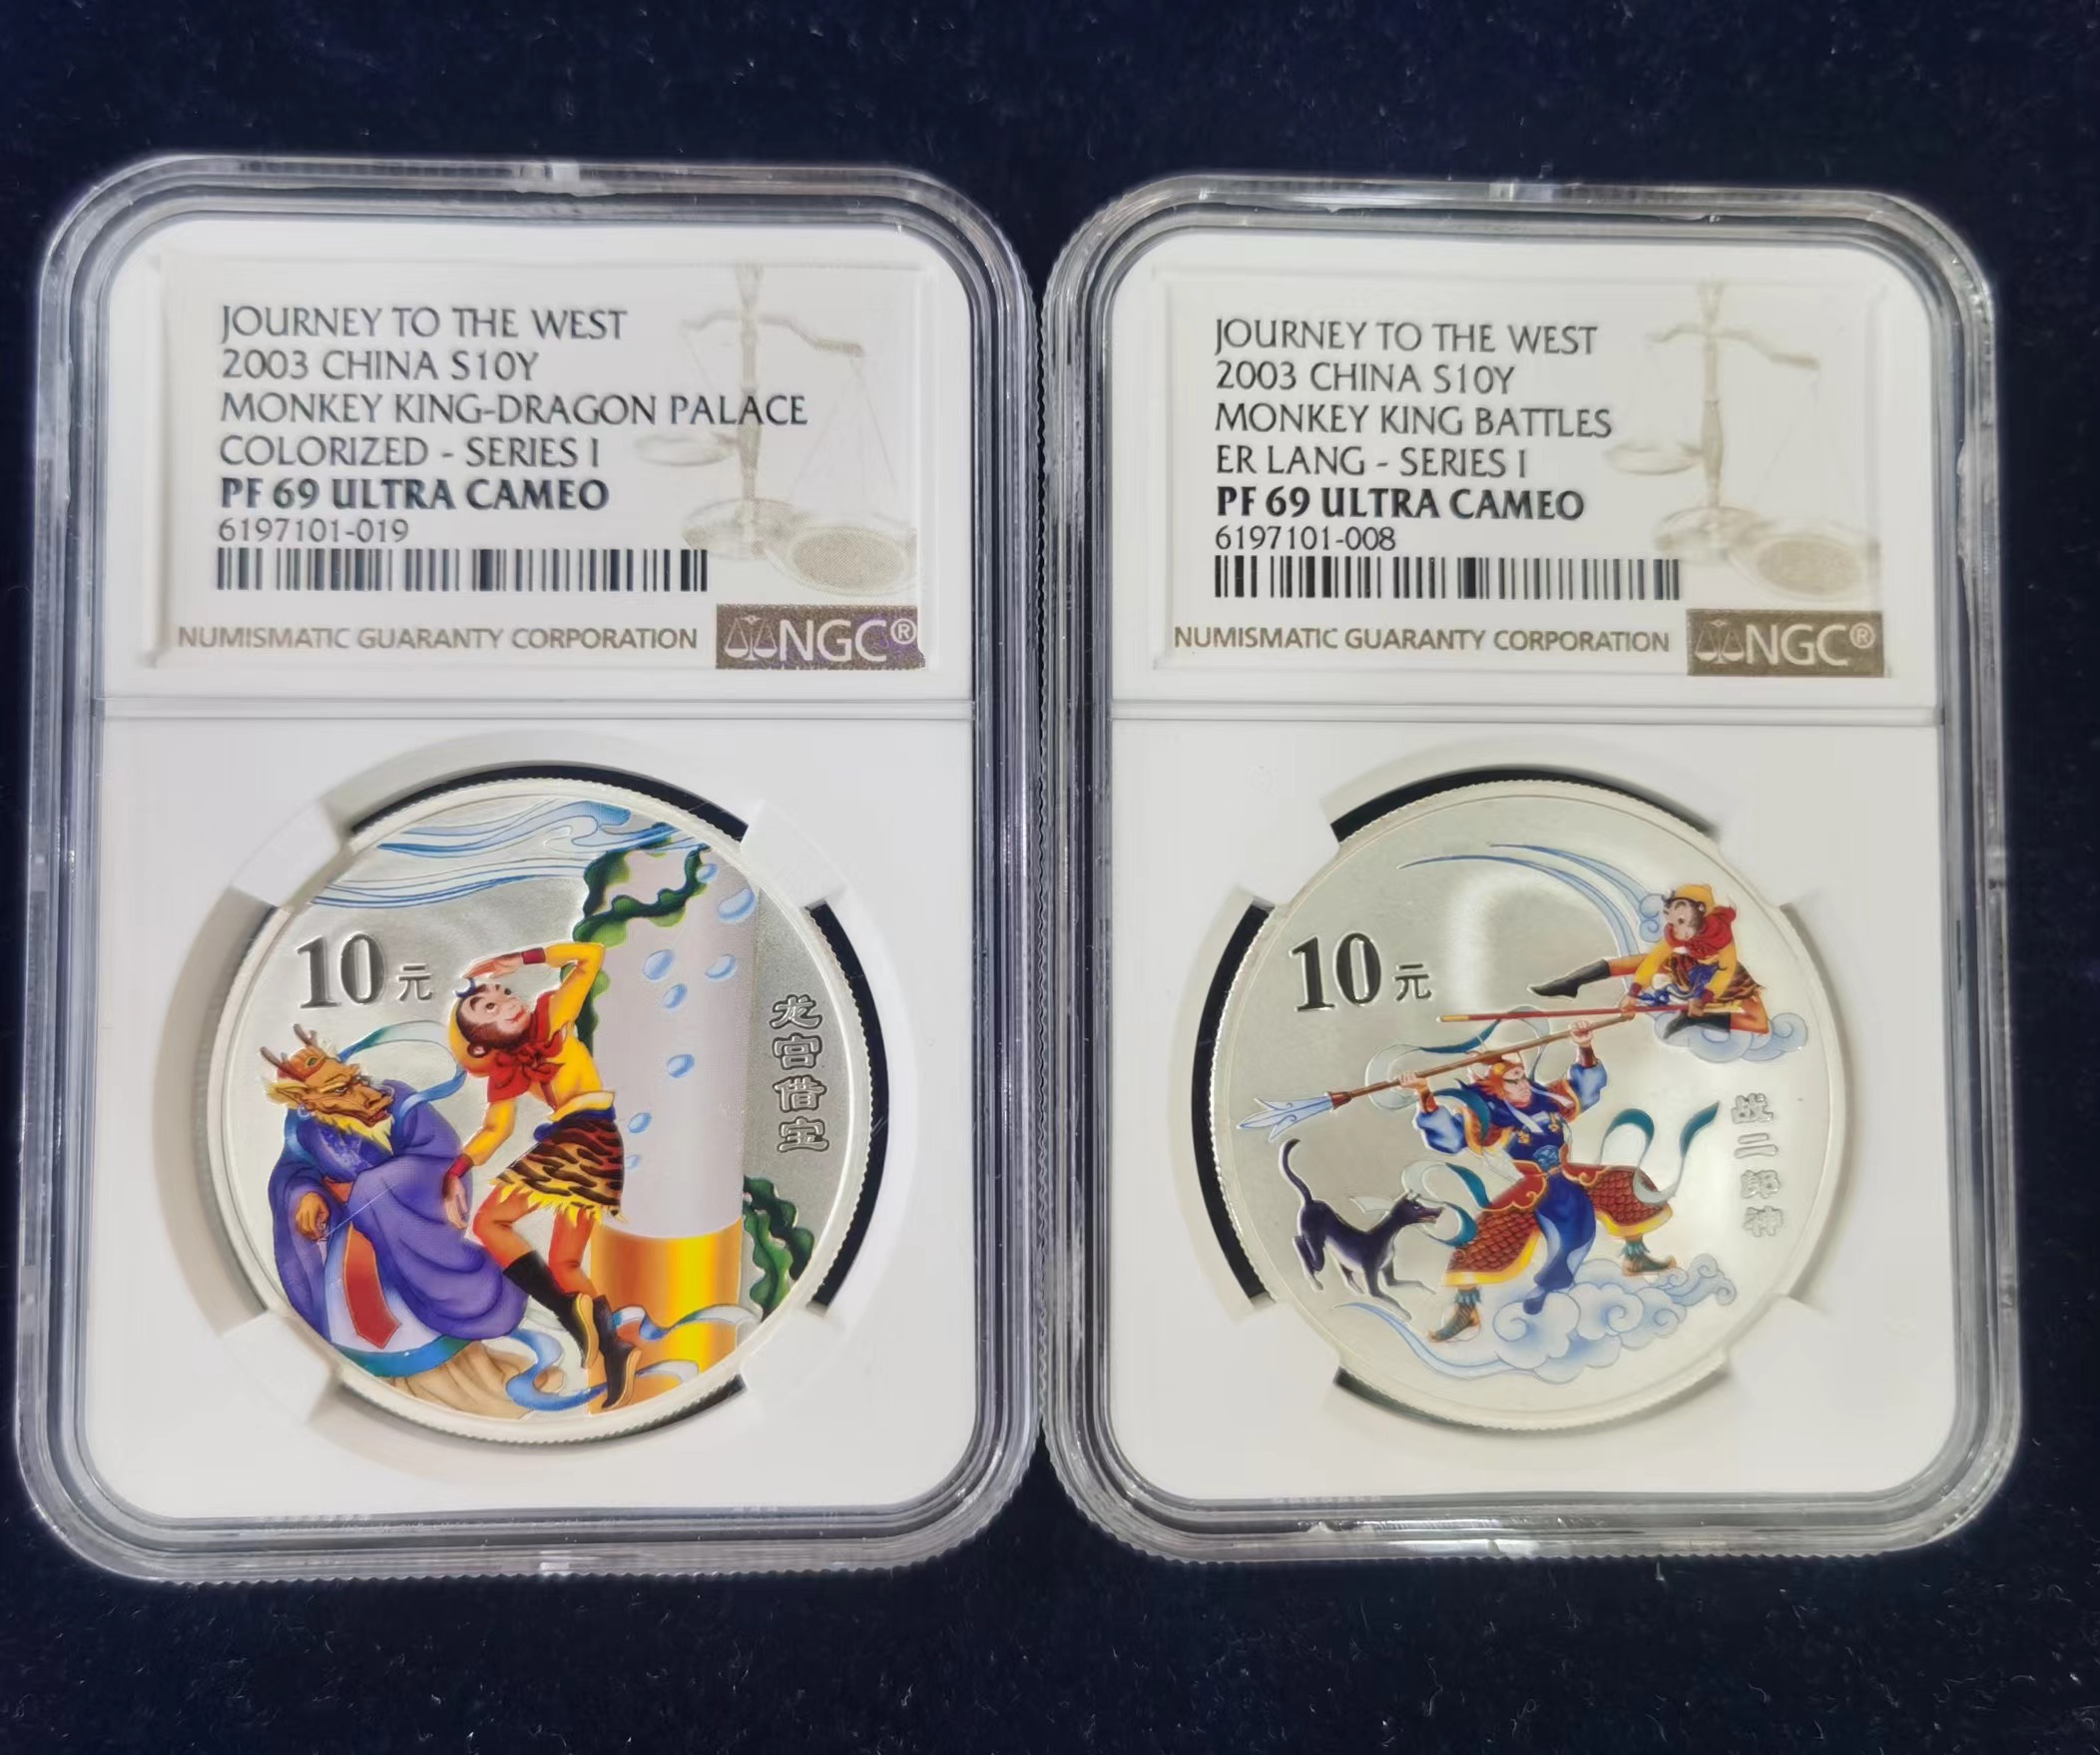 JOURNEY TO THE WEST
2003 CHINA S10Y
MONKEY KING-DRAGON PALACE
COLORIZED - SERIES I
PF 69 ULTRA CAMEO
6197101-019
NUMISMATIC GUARANTY CORPORATION
NGC®
10元
龙宫借宝
JOURNEY TO THE WEST
2003 CHINA S10Y
MONKEY KING BATTLES
ER LANG - SERIES I
PF 69 ULTRA CAMEO
6197101-008
NUMISMATIC GUARANTY CORPORATION
NGC®
10元
战二郎神